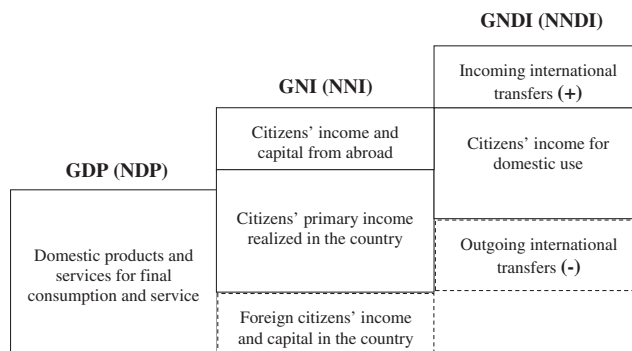 GDP (NDP)
Domestic products and
services for final
consumption and service
GNI (NNI)
Citizens' income and
capital from abroad
Citizens' primary income
realized in the country
Foreign citizens' income
and capital in the country
GNDI (NNDI)
Incoming international
transfers (+)
Citizens' income for
domestic use
Outgoing international
transfers (-)